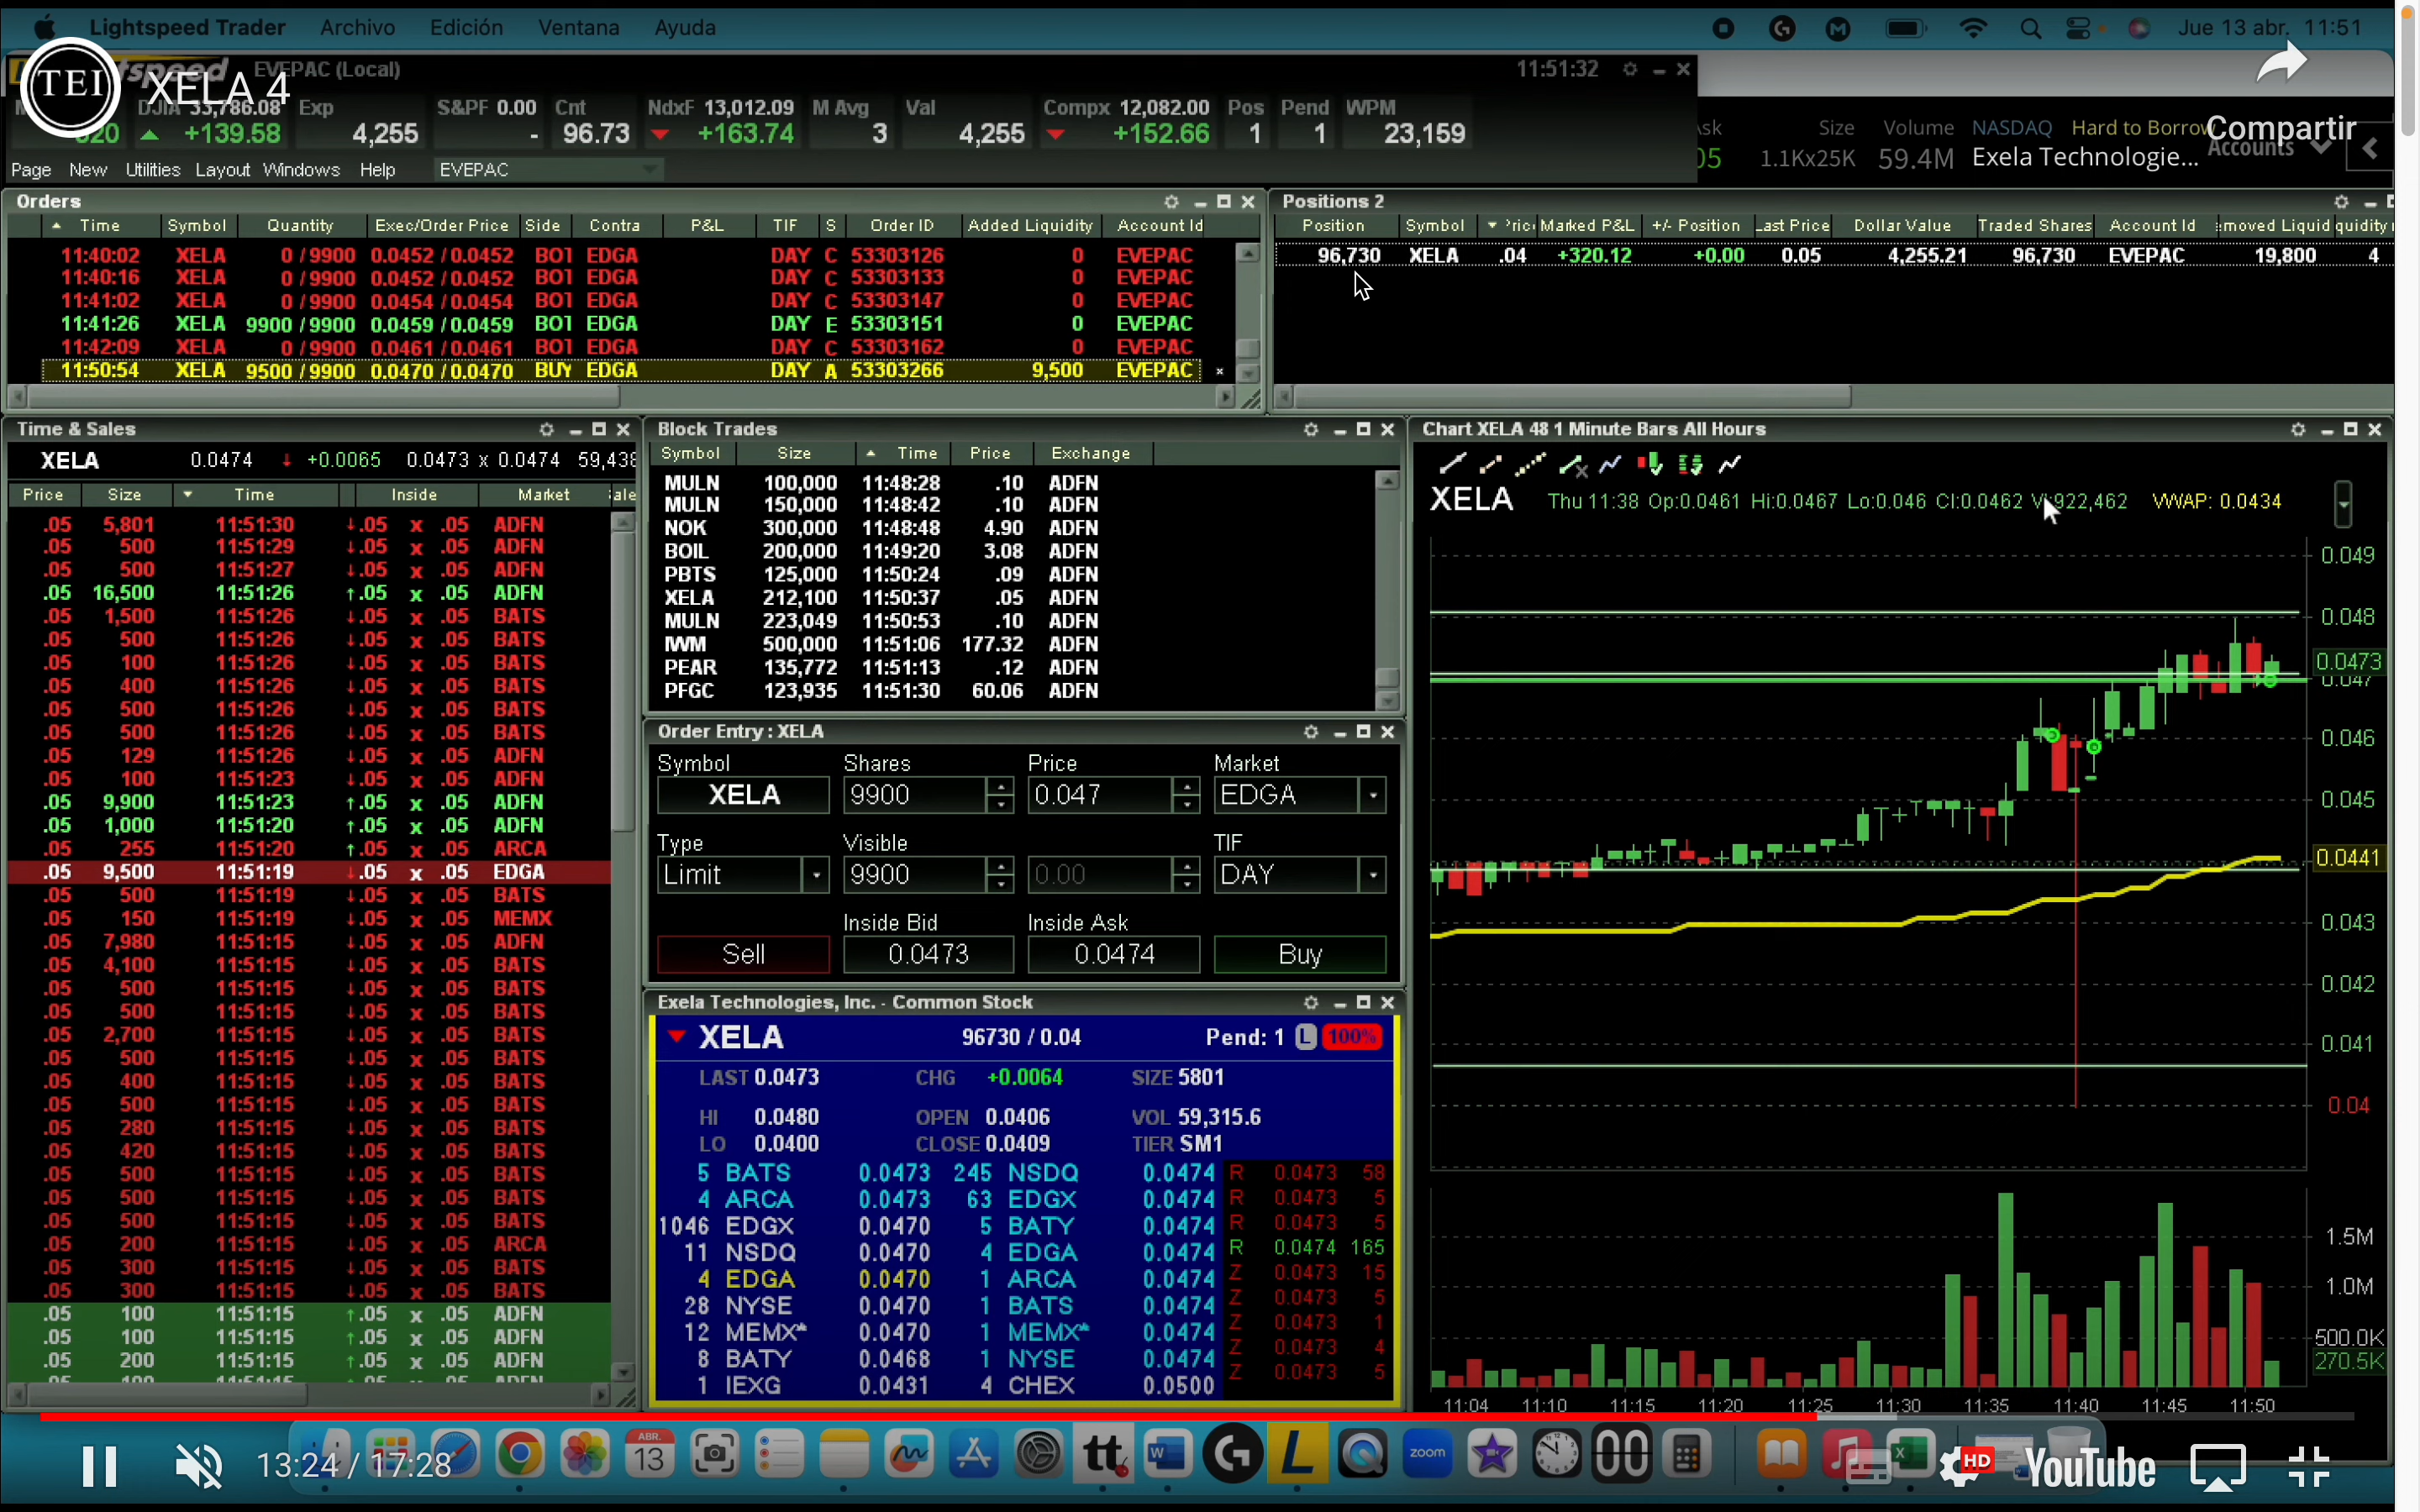 Lightspeed Trader Archivo Edición Ventana Ayuda Jue 13 abr. 11:51
TEI XELA 4 EVEPAC (Local) 11:51:32
DJIA 33,786.08 Exp S&PF 0.00 Cnt NdxF 13,012.09 M Avg Val Compx 12,082.00 Pos Pend WPM
+139.58 4,255 - 96.73 +163.74 3 4,255 +152.66 1 1 23,159
Size Volume NASDAQ Hard to Borrow Compartir
1.1Kx25K 59.4M Exela Technologie... Accounts
Page New Utilities Layout Windows Help EVEPAC
Orders
Time Symbol Quantity Exec/Order Price Side Contra P&L TIF S Order ID Added Liquidity Account Id
11:40:02 XELA 0 / 9900 0.0452 / 0.0452 BOT EDGA DAY C 53303126 0 EVEPAC
11:40:16 XELA 0 / 9900 0.0452 / 0.0452 BOT EDGA DAY C 53303133 0 EVEPAC
11:41:02 XELA 0 / 9900 0.0454 / 0.0454 BOT EDGA DAY C 53303147 0 EVEPAC
11:41:26 XELA 9900 / 9900 0.0459 / 0.0459 BOT EDGA DAY E 53303151 0 EVEPAC
11:42:09 XELA 0 / 9900 0.0461 / 0.0461 BOT EDGA DAY C 53303162 0 EVEPAC
11:50:54 XELA 9500 / 9900 0.0470 / 0.0470 BUY EDGA DAY A 53303266 9,500 EVEPAC
Positions 2
Position Symbol Marked P&L +/- Position Last Price Dollar Value Traded Shares Account Id
96,730 XELA .04 +320.12 +0.00 0.05 4,255.21 96,730 EVEPAC 19,800 4
Time & Sales
XELA 0.0474 ↓ +0.0065 0.0473 x 0.0474
Price Size Time Inside Market
.05 5,801 11:51:30 ↓.05 x .05 ADFN
.05 500 11:51:29 ↓.05 x .05 ADFN
.05 500 11:51:27 ↓.05 x .05 ADFN
.05 16,500 11:51:26 ↑.05 x .05 ADFN
.05 1,500 11:51:26 ↓.05 x .05 BATS
.05 500 11:51:26 ↓.05 x .05 BATS
.05 100 11:51:26 ↓.05 x .05 BATS
.05 400 11:51:26 ↓.05 x .05 BATS
.05 500 11:51:26 ↓.05 x .05 BATS
.05 500 11:51:26 ↓.05 x .05 BATS
.05 129 11:51:26 ↓.05 x .05 ADFN
.05 100 11:51:23 ↓.05 x .05 ADFN
.05 9,900 11:51:23 ↑.05 x .05 ADFN
.05 1,000 11:51:20 ↑.05 x .05 ADFN
.05 255 11:51:20 ↑.05 x .05 ARCA
.05 9,500 11:51:19 ↓.05 x .05 EDGA
.05 500 11:51:19 ↓.05 x .05 BATS
.05 150 11:51:19 ↓.05 x .05 MEMX
.05 7,980 11:51:15 ↓.05 x .05 ADFN
.05 4,100 11:51:15 ↓.05 x .05 BATS
.05 500 11:51:15 ↓.05 x .05 BATS
.05 500 11:51:15 ↓.05 x .05 BATS
.05 2,700 11:51:15 ↓.05 x .05 BATS
.05 500 11:51:15 ↓.05 x .05 BATS
.05 400 11:51:15 ↓.05 x .05 BATS
.05 500 11:51:15 ↓.05 x .05 BATS
.05 280 11:51:15 ↓.05 x .05 BATS
.05 420 11:51:15 ↓.05 x .05 BATS
.05 500 11:51:15 ↓.05 x .05 BATS
.05 500 11:51:15 ↓.05 x .05 BATS
.05 500 11:51:15 ↓.05 x .05 BATS
.05 200 11:51:15 ↓.05 x .05 ARCA
.05 300 11:51:15 ↓.05 x .05 BATS
.05 300 11:51:15 ↓.05 x .05 BATS
.05 100 11:51:15 ↑.05 x .05 ADFN
.05 100 11:51:15 ↑.05 x .05 ADFN
.05 200 11:51:15 ↑.05 x .05 ADFN
Block Trades
Symbol Size Time Price Exchange
MULN 100,000 11:48:28 .10 ADFN
MULN 150,000 11:48:42 .10 ADFN
NOK 300,000 11:48:48 4.90 ADFN
BOIL 200,000 11:49:20 3.08 ADFN
PBTS 125,000 11:50:24 .09 ADFN
XELA 212,100 11:50:37 .05 ADFN
MULN 223,049 11:50:53 .10 ADFN
IWM 500,000 11:51:06 177.32 ADFN
PEAR 135,772 11:51:13 .12 ADFN
PFGC 123,935 11:51:30 60.06 ADFN
Order Entry : XELA
Symbol Shares Price Market
XELA 9900 0.047 EDGA
Type Visible TIF
Limit 9900 0.00 DAY
Inside Bid Inside Ask
Sell 0.0473 0.0474 Buy
Exela Technologies, Inc. - Common Stock
XELA 96730 / 0.04 Pend: 1 L 100%
LAST 0.0473 CHG +0.0064 SIZE 5801
HI 0.0480 OPEN 0.0406 VOL 59,315.6
LO 0.0400 CLOSE 0.0409 TIER SM1
5 BATS 0.0473 245 NSDQ 0.0474 R 0.0473 58
4 ARCA 0.0473 63 EDGX 0.0474 R 0.0473 5
1046 EDGX 0.0470 5 BATY 0.0474 R 0.0473 5
11 NSDQ 0.0470 4 EDGA 0.0474 R 0.0474 165
4 EDGA 0.0470 1 ARCA 0.0474 Z 0.0473 15
28 NYSE 0.0470 1 BATS 0.0474 Z 0.0473 5
12 MEMX* 0.0470 1 MEMX* 0.0474 Z 0.0473 1
8 BATY 0.0468 1 NYSE 0.0474 Z 0.0473 4
1 IEXG 0.0431 4 CHEX 0.0500 Z 0.0473 5
Chart XELA 48 1 Minute Bars All Hours
XELA Thu 11:38 Op:0.0461 Hi:0.0467 Lo:0.046 Cl:0.0462 Vl:922,462 VWAP: 0.0434
0.049
0.048
0.0473
0.047
0.046
0.045
0.0441
0.043
0.042
0.041
0.04
1.5M
1.0M
500.0K
270.5K
11:04 11:10 11:15 11:20 11:25 11:30 11:35 11:40 11:45 11:50
13:24 / 17:28 ABR. 13 tt W L zoom 00 X HD YouTube